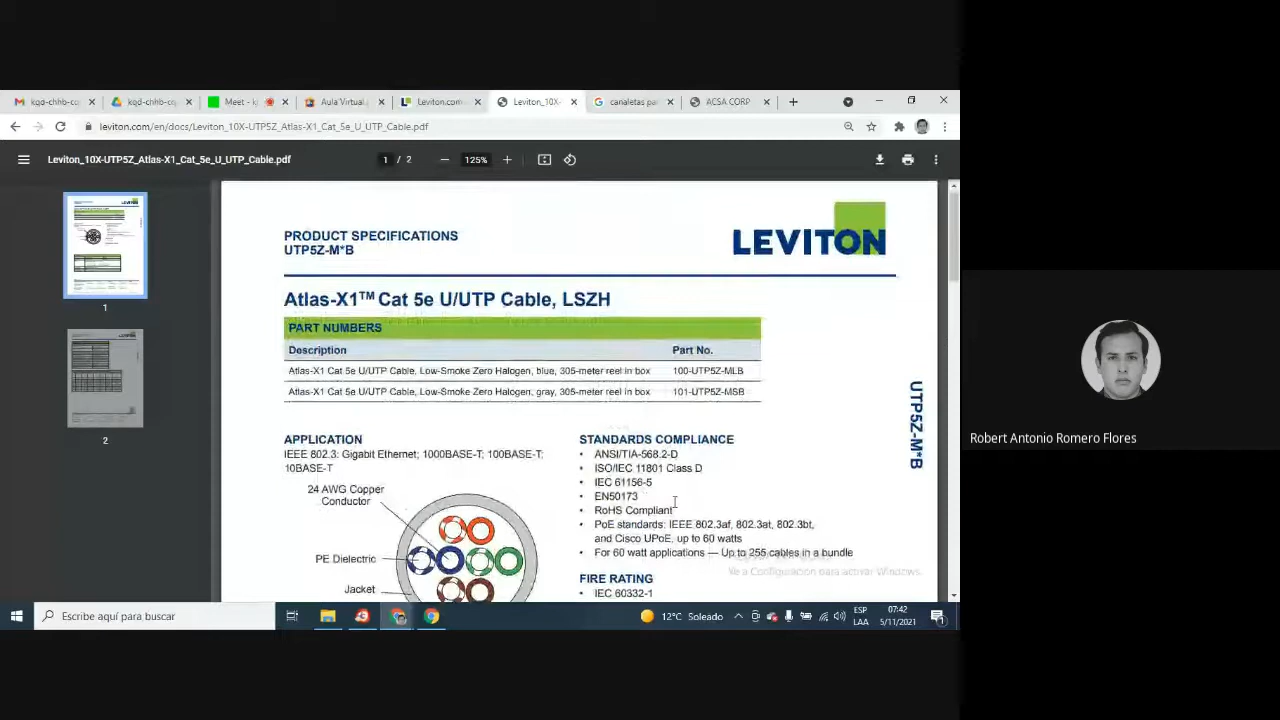 kqd-chhb-cq
kqd-chhb-cq
Meet - k
Aula Virtual
Leviton.com
Leviton_10X-
canaletas pa
ACSA CORP
leviton.com/en/docs/Leviton_10X-UTP5Z_Atlas-X1_Cat_5e_U_UTP_Cable.pdf
Leviton_10X-UTP5Z_Atlas-X1_Cat_5e_U_UTP_Cable.pdf
1 / 2
125%
1
2
PRODUCT SPECIFICATIONS
UTP5Z-M*B
LEVITON
Atlas-X1™ Cat 5e U/UTP Cable, LSZH
PART NUMBERS
Description Part No.
Atlas-X1 Cat 5e U/UTP Cable, Low-Smoke Zero Halogen, blue, 305-meter reel in box 100-UTP5Z-MLB
Atlas-X1 Cat 5e U/UTP Cable, Low-Smoke Zero Halogen, gray, 305-meter reel in box 101-UTP5Z-MSB
UTP5Z-M*B
APPLICATION
IEEE 802.3: Gigabit Ethernet; 1000BASE-T; 100BASE-T;
10BASE-T
24 AWG Copper
Conductor
PE Dielectric
Jacket
STANDARDS COMPLIANCE
• ANSI/TIA-568.2-D
• ISO/IEC 11801 Class D
• IEC 61156-5
• EN50173
• RoHS Compliant
• PoE standards: IEEE 802.3af, 802.3at, 802.3bt,
and Cisco UPoE, up to 60 watts
• For 60 watt applications — Up to 255 cables in a bundle
Ve a Configuración para activar Windows.
FIRE RATING
• IEC 60332-1
Escribe aquí para buscar
12°C Soleado
ESP
LAA
07:42
5/11/2021
Robert Antonio Romero Flores